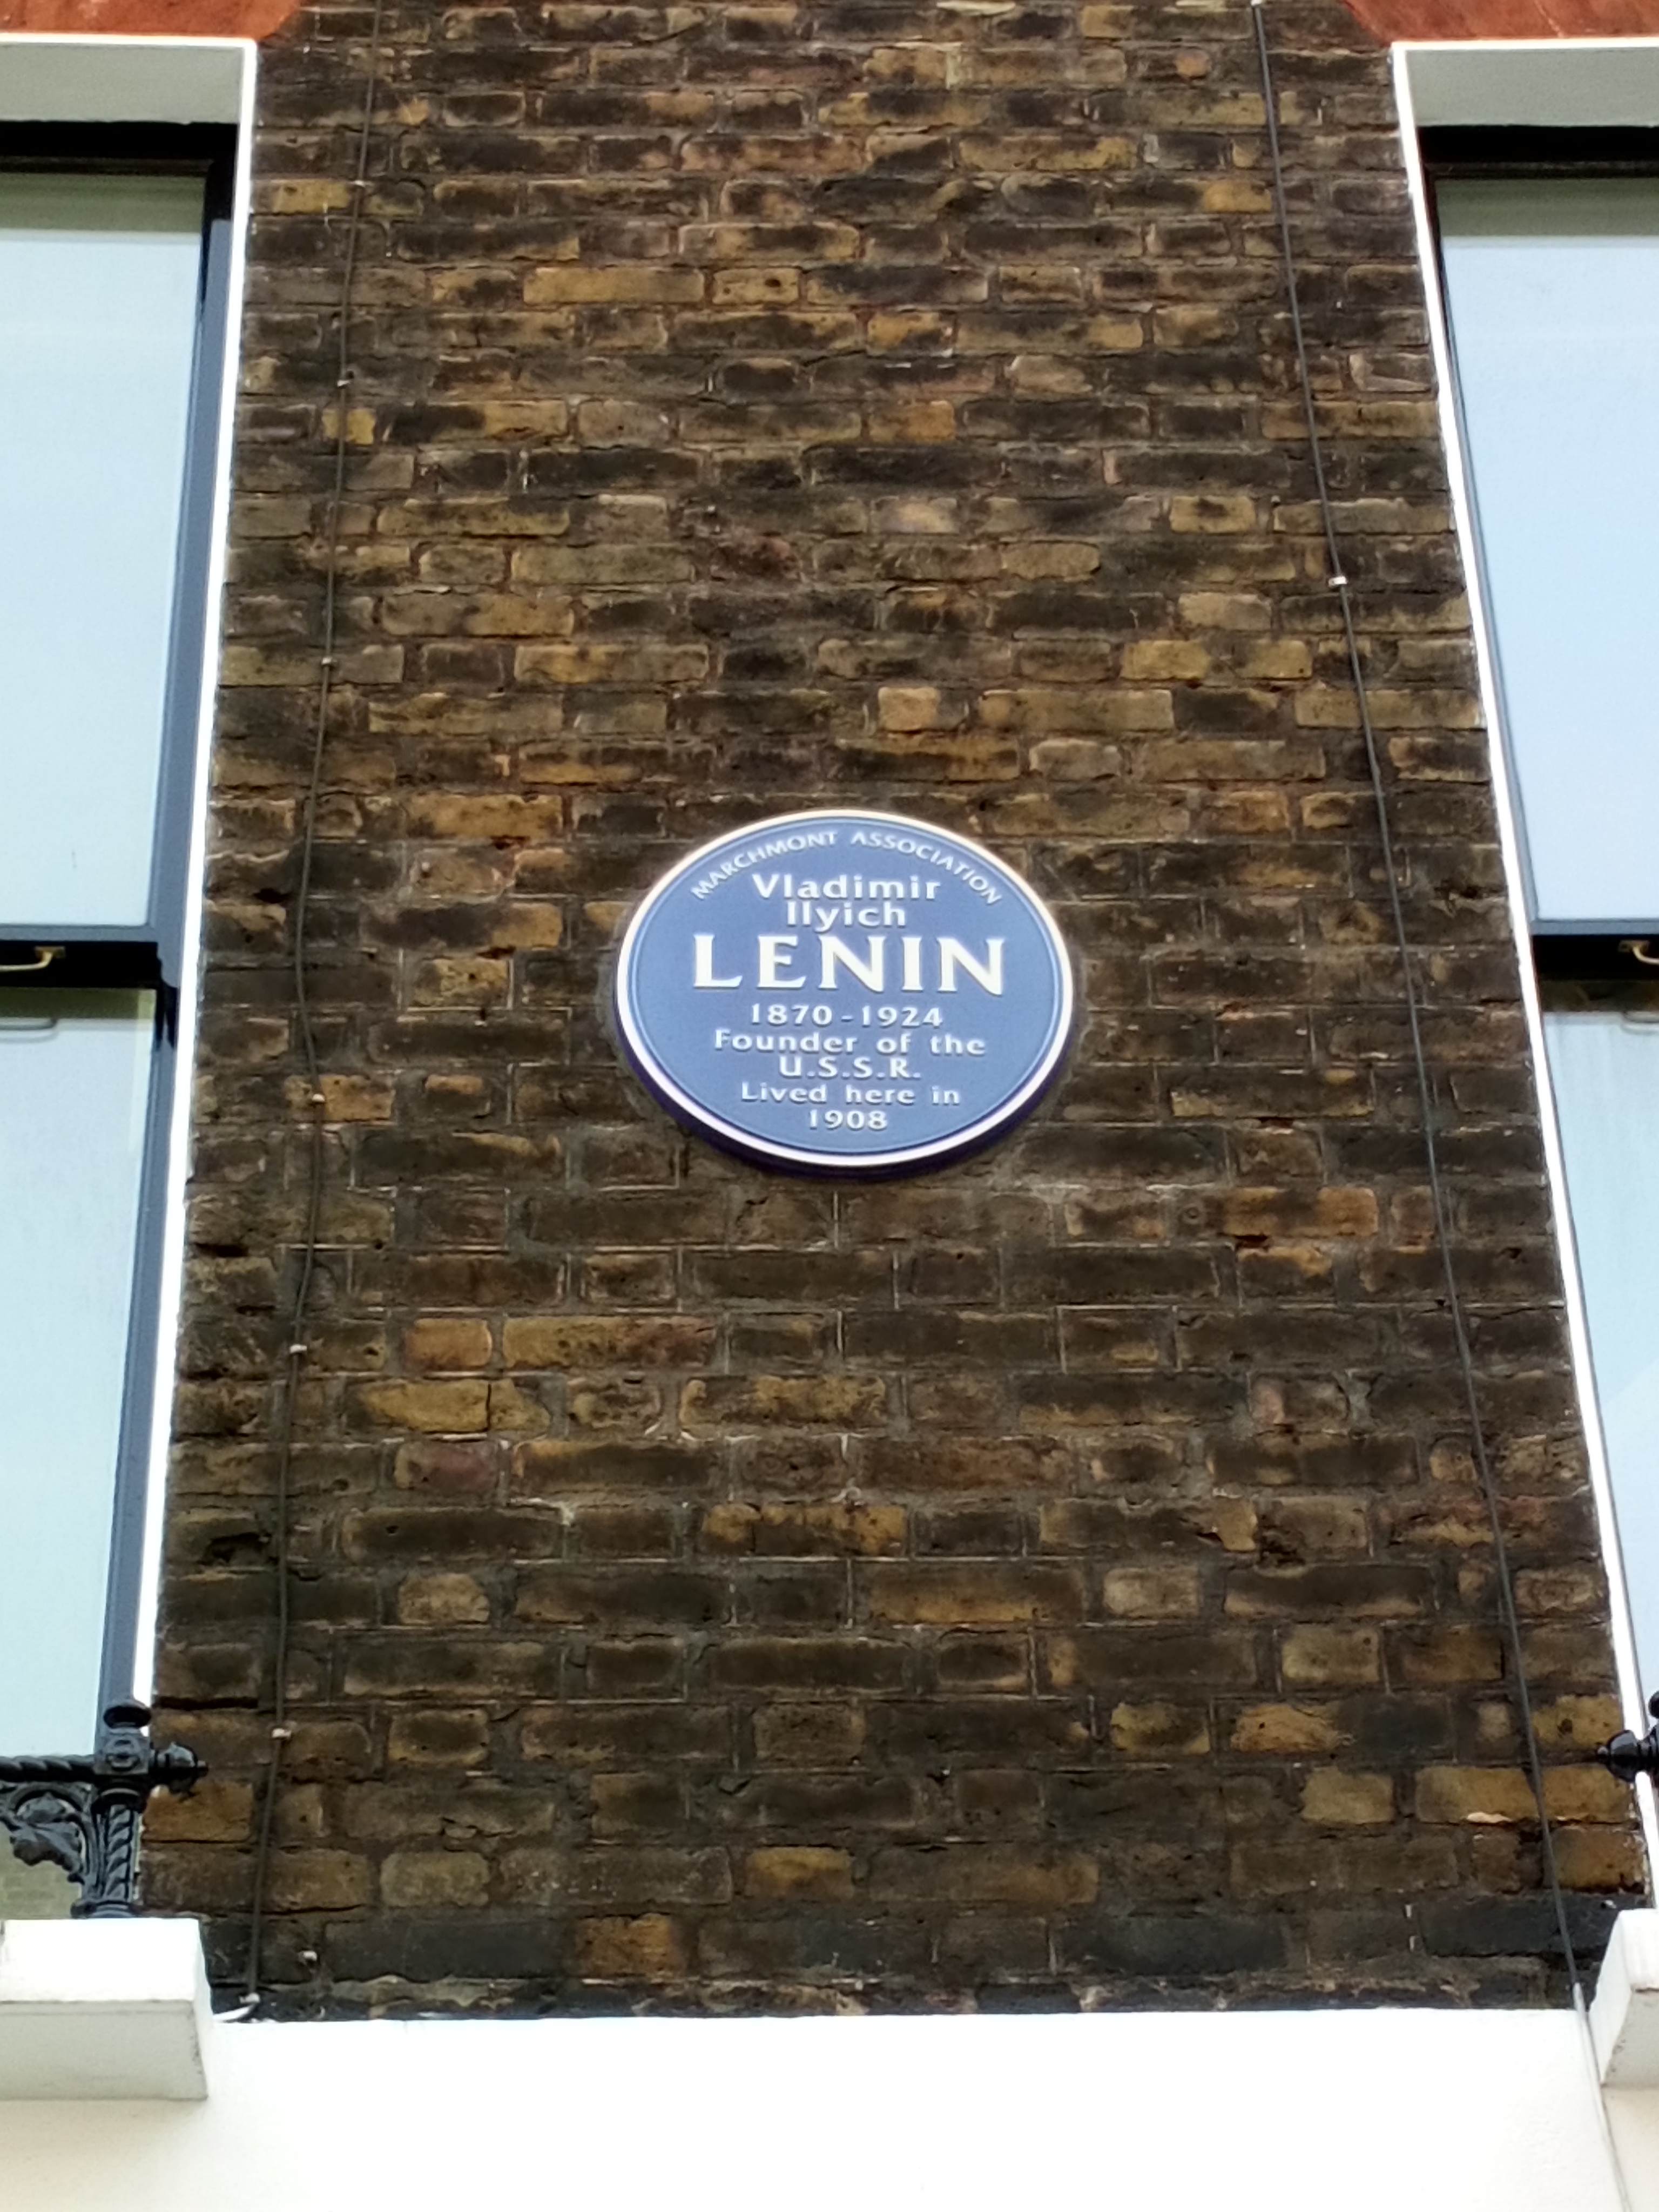 MARCHMONT ASSOCIATION
Vladimir
Ilyich
LENIN
1870-1924
Founder of the
U.S.S.R.
Lived here in
1908